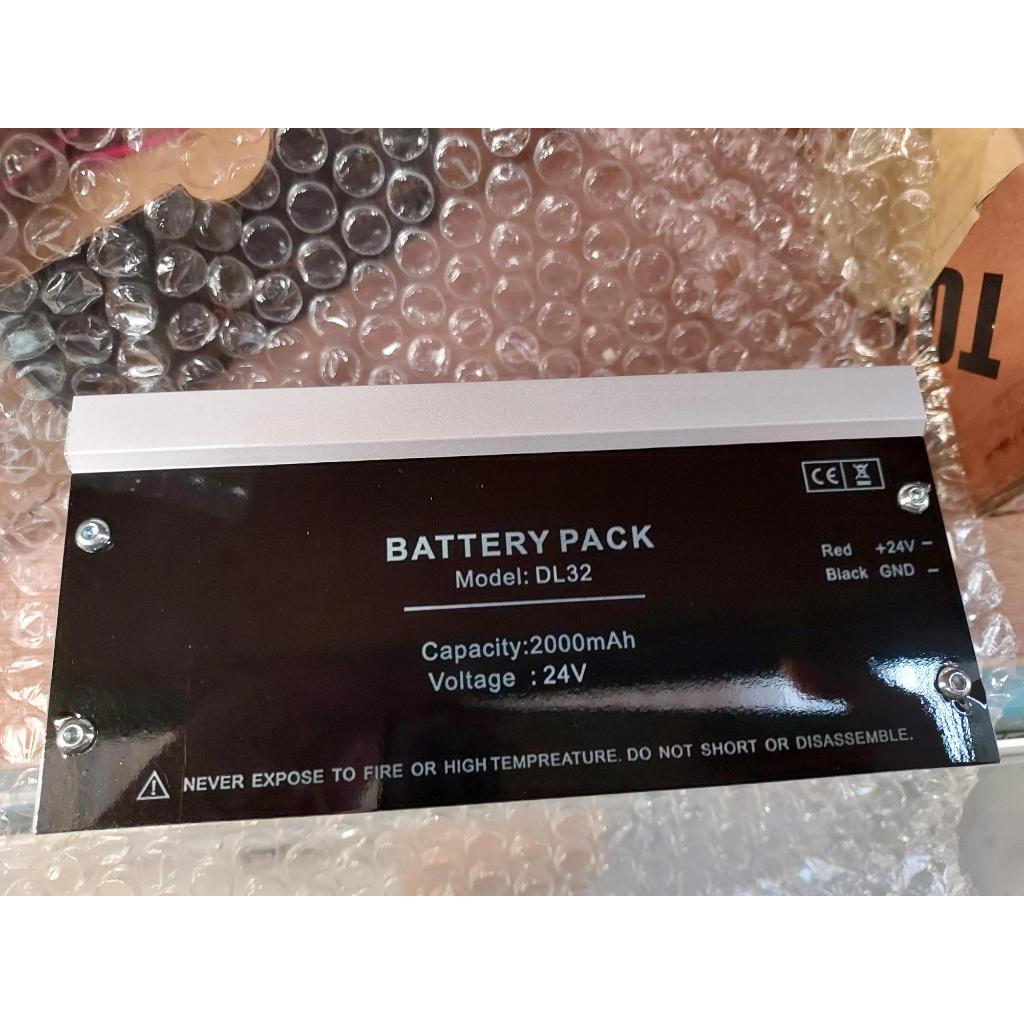 TO
CE
BATTERY PACK
Model: DL32
Red +24V
Black GND
Capacity:2000mAh
Voltage : 24V
NEVER EXPOSE TO FIRE OR HIGH TEMPREATURE. DO NOT SHORT OR DISASSEMBLE.